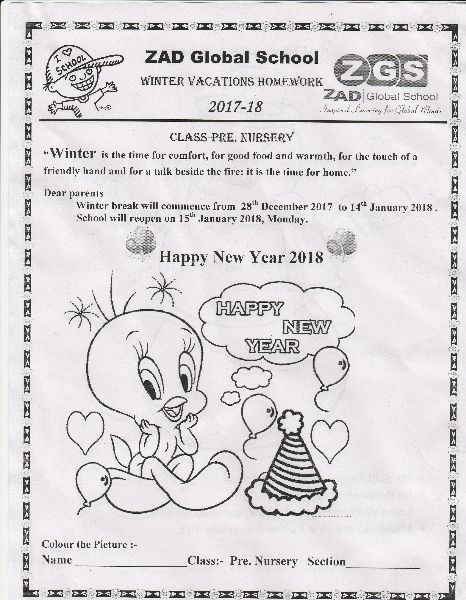 I ♥ SCHOOL
ZAD Global School
WINTER VACATIONS HOMEWORK
2017-18
ZGS
ZAD Global School
Inspired Learning for Global Minds
CLASS-PRE. NURSERY
“Winter is the time for comfort, for good food and warmth, for the touch of a
friendly hand and for a talk beside the fire: it is the time for home.”
Dear parents
Winter break will commence from 28th December 2017 to 14th January 2018 .
School will reopen on 15th January 2018, Monday.
Happy New Year 2018
HAPPY
NEW
YEAR
Colour the Picture :-
Name ______________ Class:- Pre. Nursery Section______________